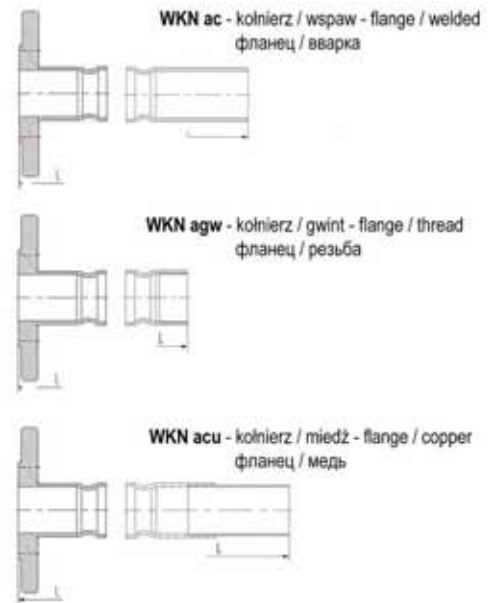 WKN ac - kołnierz / wspaw - flange / welded
фланец / вварка
L
L
WKN agw - kołnierz / gwint - flange / thread
фланец / резьба
L
L
WKN acu - kołnierz / miedź - flange / copper
фланец / медь
L
L